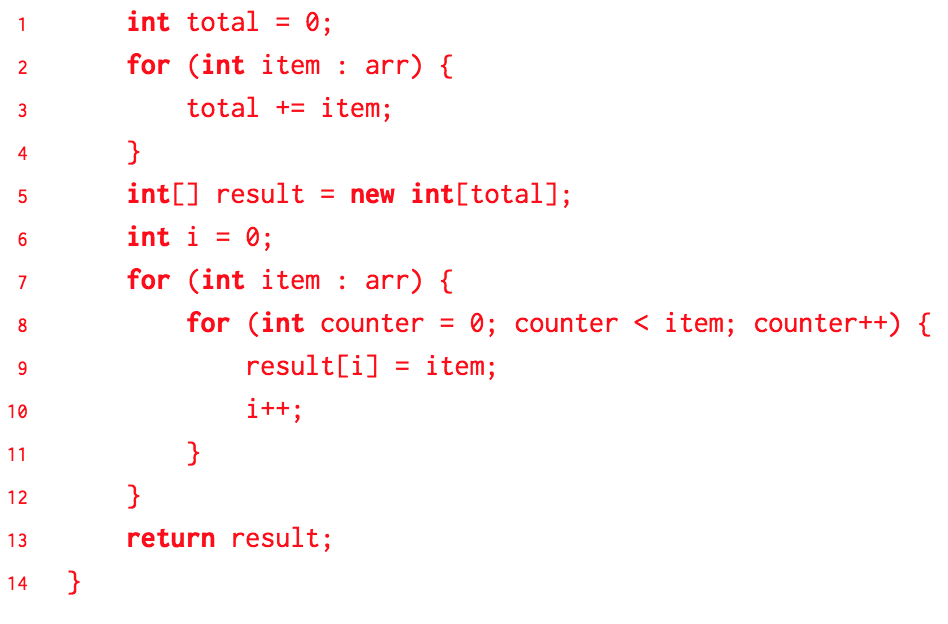 1 int total = 0;
2 for (int item : arr) {
3 total += item;
4 }
5 int[] result = new int[total];
6 int i = 0;
7 for (int item : arr) {
8 for (int counter = 0; counter < item; counter++) {
9 result[i] = item;
10 i++;
11 }
12 }
13 return result;
14 }